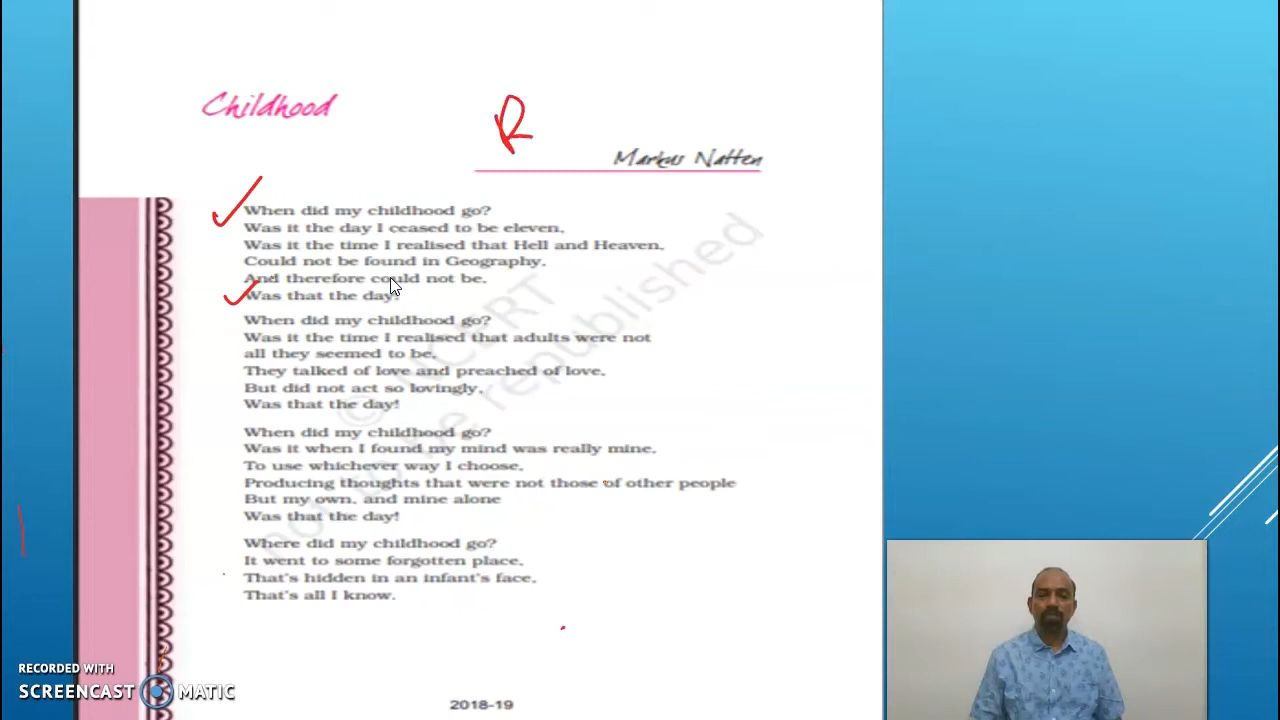 Childhood
R
Markus Natten
When did my childhood go?
Was it the day I ceased to be eleven,
Was it the time I realised that Hell and Heaven,
Could not be found in Geography,
And therefore could not be,
Was that the day!
When did my childhood go?
Was it the time I realised that adults were not
all they seemed to be,
They talked of love and preached of love,
But did not act so lovingly,
Was that the day!
When did my childhood go?
Was it when I found my mind was really mine,
To use whichever way I choose,
Producing thoughts that were not those of other people
But my own, and mine alone
Was that the day!
Where did my childhood go?
It went to some forgotten place,
That's hidden in an infant's face,
That's all I know.
© NCERT
not to be republished
2018-19
RECORDED WITH
SCREENCAST MATIC